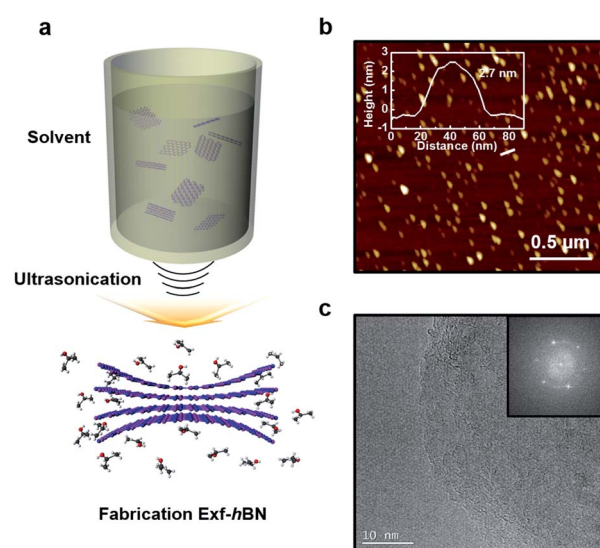 a
Solvent
Ultrasonication
Fabrication Exf-hBN
b
Height (nm)
3
2
1
0
-1
2.7 nm
0 20 40 60 80
Distance (nm)
0.5 μm
c
10 nm